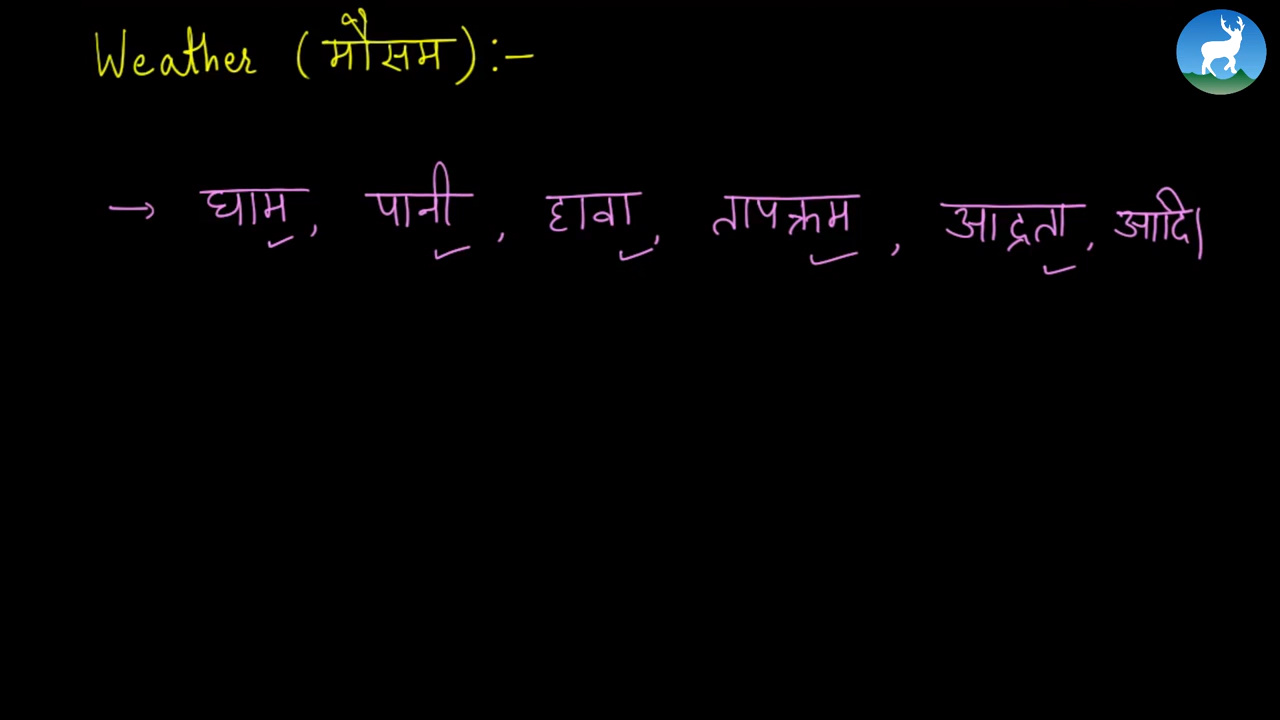 Weather (मौसम) :-
→ घाम, पानी, हावा, तापक्रम, आद्रता, आदि।